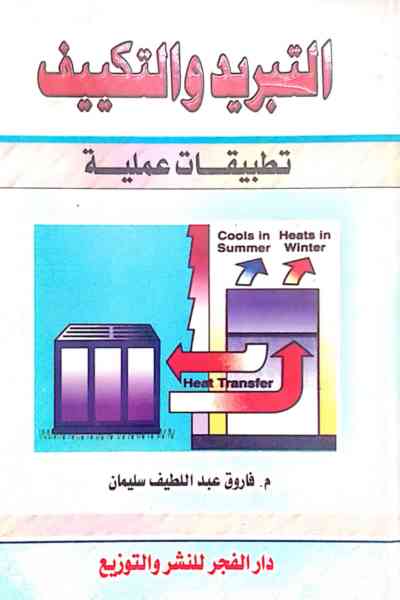 التبريد والتكييف
تطبيقات عملية
Cools in Summer
Heats in Winter
Heat Transfer
م. فاروق عبد اللطيف سليمان
دار الفجر للنشر والتوزيع